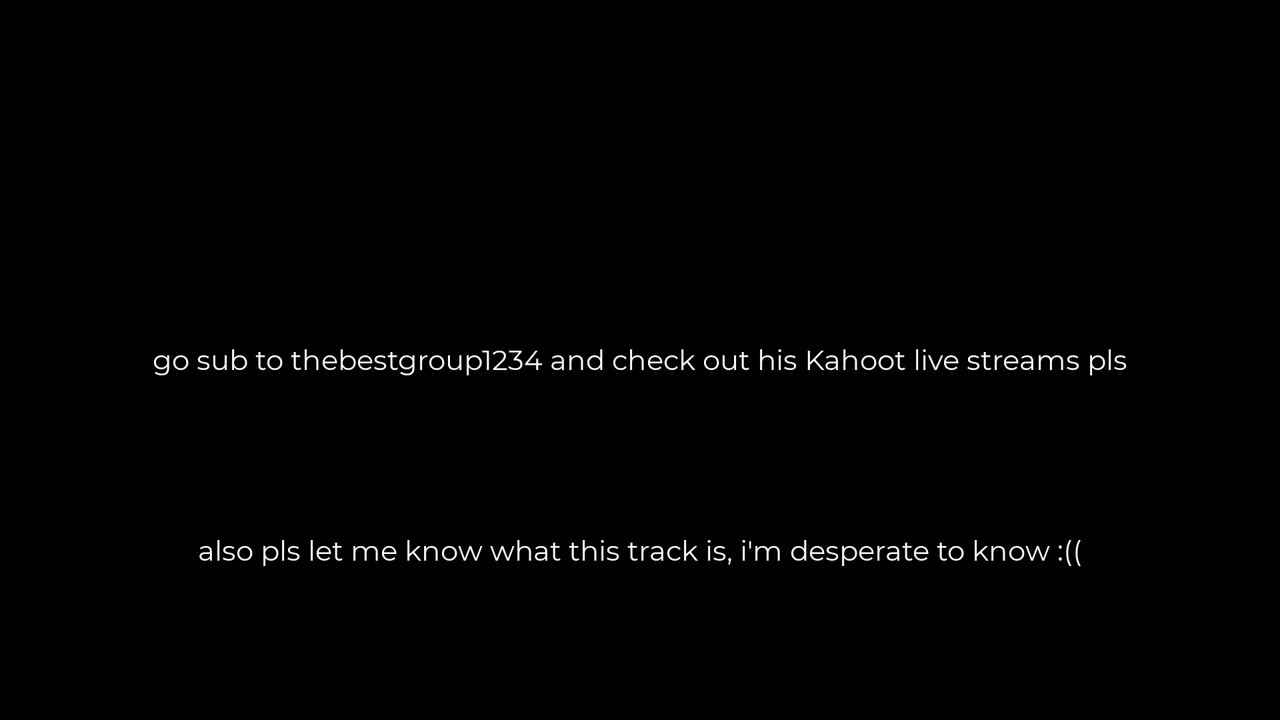 go sub to thebestgroup1234 and check out his Kahoot live streams pls
also pls let me know what this track is, i'm desperate to know :((